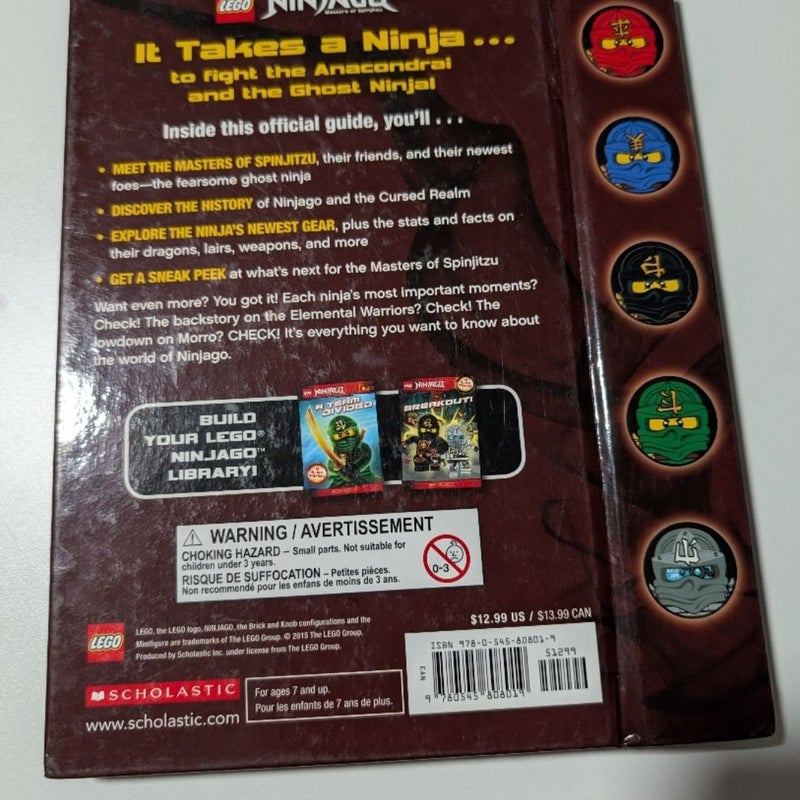 LEGO NINJAGO
Masters of Spinjitzu
It Takes a Ninja ...
to fight the Anacondrai
and the Ghost Ninja!
Inside this official guide, you'll . . .
• MEET THE MASTERS OF SPINJITZU, their friends, and their newest
foes—the fearsome ghost ninja
• DISCOVER THE HISTORY of Ninjago and the Cursed Realm
• EXPLORE THE NINJA'S NEWEST GEAR, plus the stats and facts on
their dragons, lairs, weapons, and more
• GET A SNEAK PEEK at what's next for the Masters of Spinjitzu
Want even more? You got it! Each ninja's most important moments?
Check! The backstory on the Elemental Warriors? Check! The
lowdown on Morro? CHECK! It's everything you want to know about
the world of Ninjago.
BUILD
YOUR LEGO®
NINJAGO™
LIBRARY!
NINJAGO
A TEAM
DIVIDED
NINJAGO
BREAKOUT!
WARNING / AVERTISSEMENT
CHOKING HAZARD – Small parts. Not suitable for
children under 3 years.
RISQUE DE SUFFOCATION – Petites pièces.
Non recommendé pour les enfans de moins de 3 ans.
0-3
LEGO
LEGO, the LEGO logo, NINJAGO, the Brick and Knob configurations and the
Minifigure are trademarks of The LEGO Group. © 2015 The LEGO Group.
Produced by Scholastic Inc. under license from The LEGO Group.
$12.99 US / $13.99 CAN
ISBN 978-0-545-80801-9
51299
EAN
9 780545 808019
SCHOLASTIC
www.scholastic.com
For ages 7 and up.
Pour les enfants de 7 ans de plus.